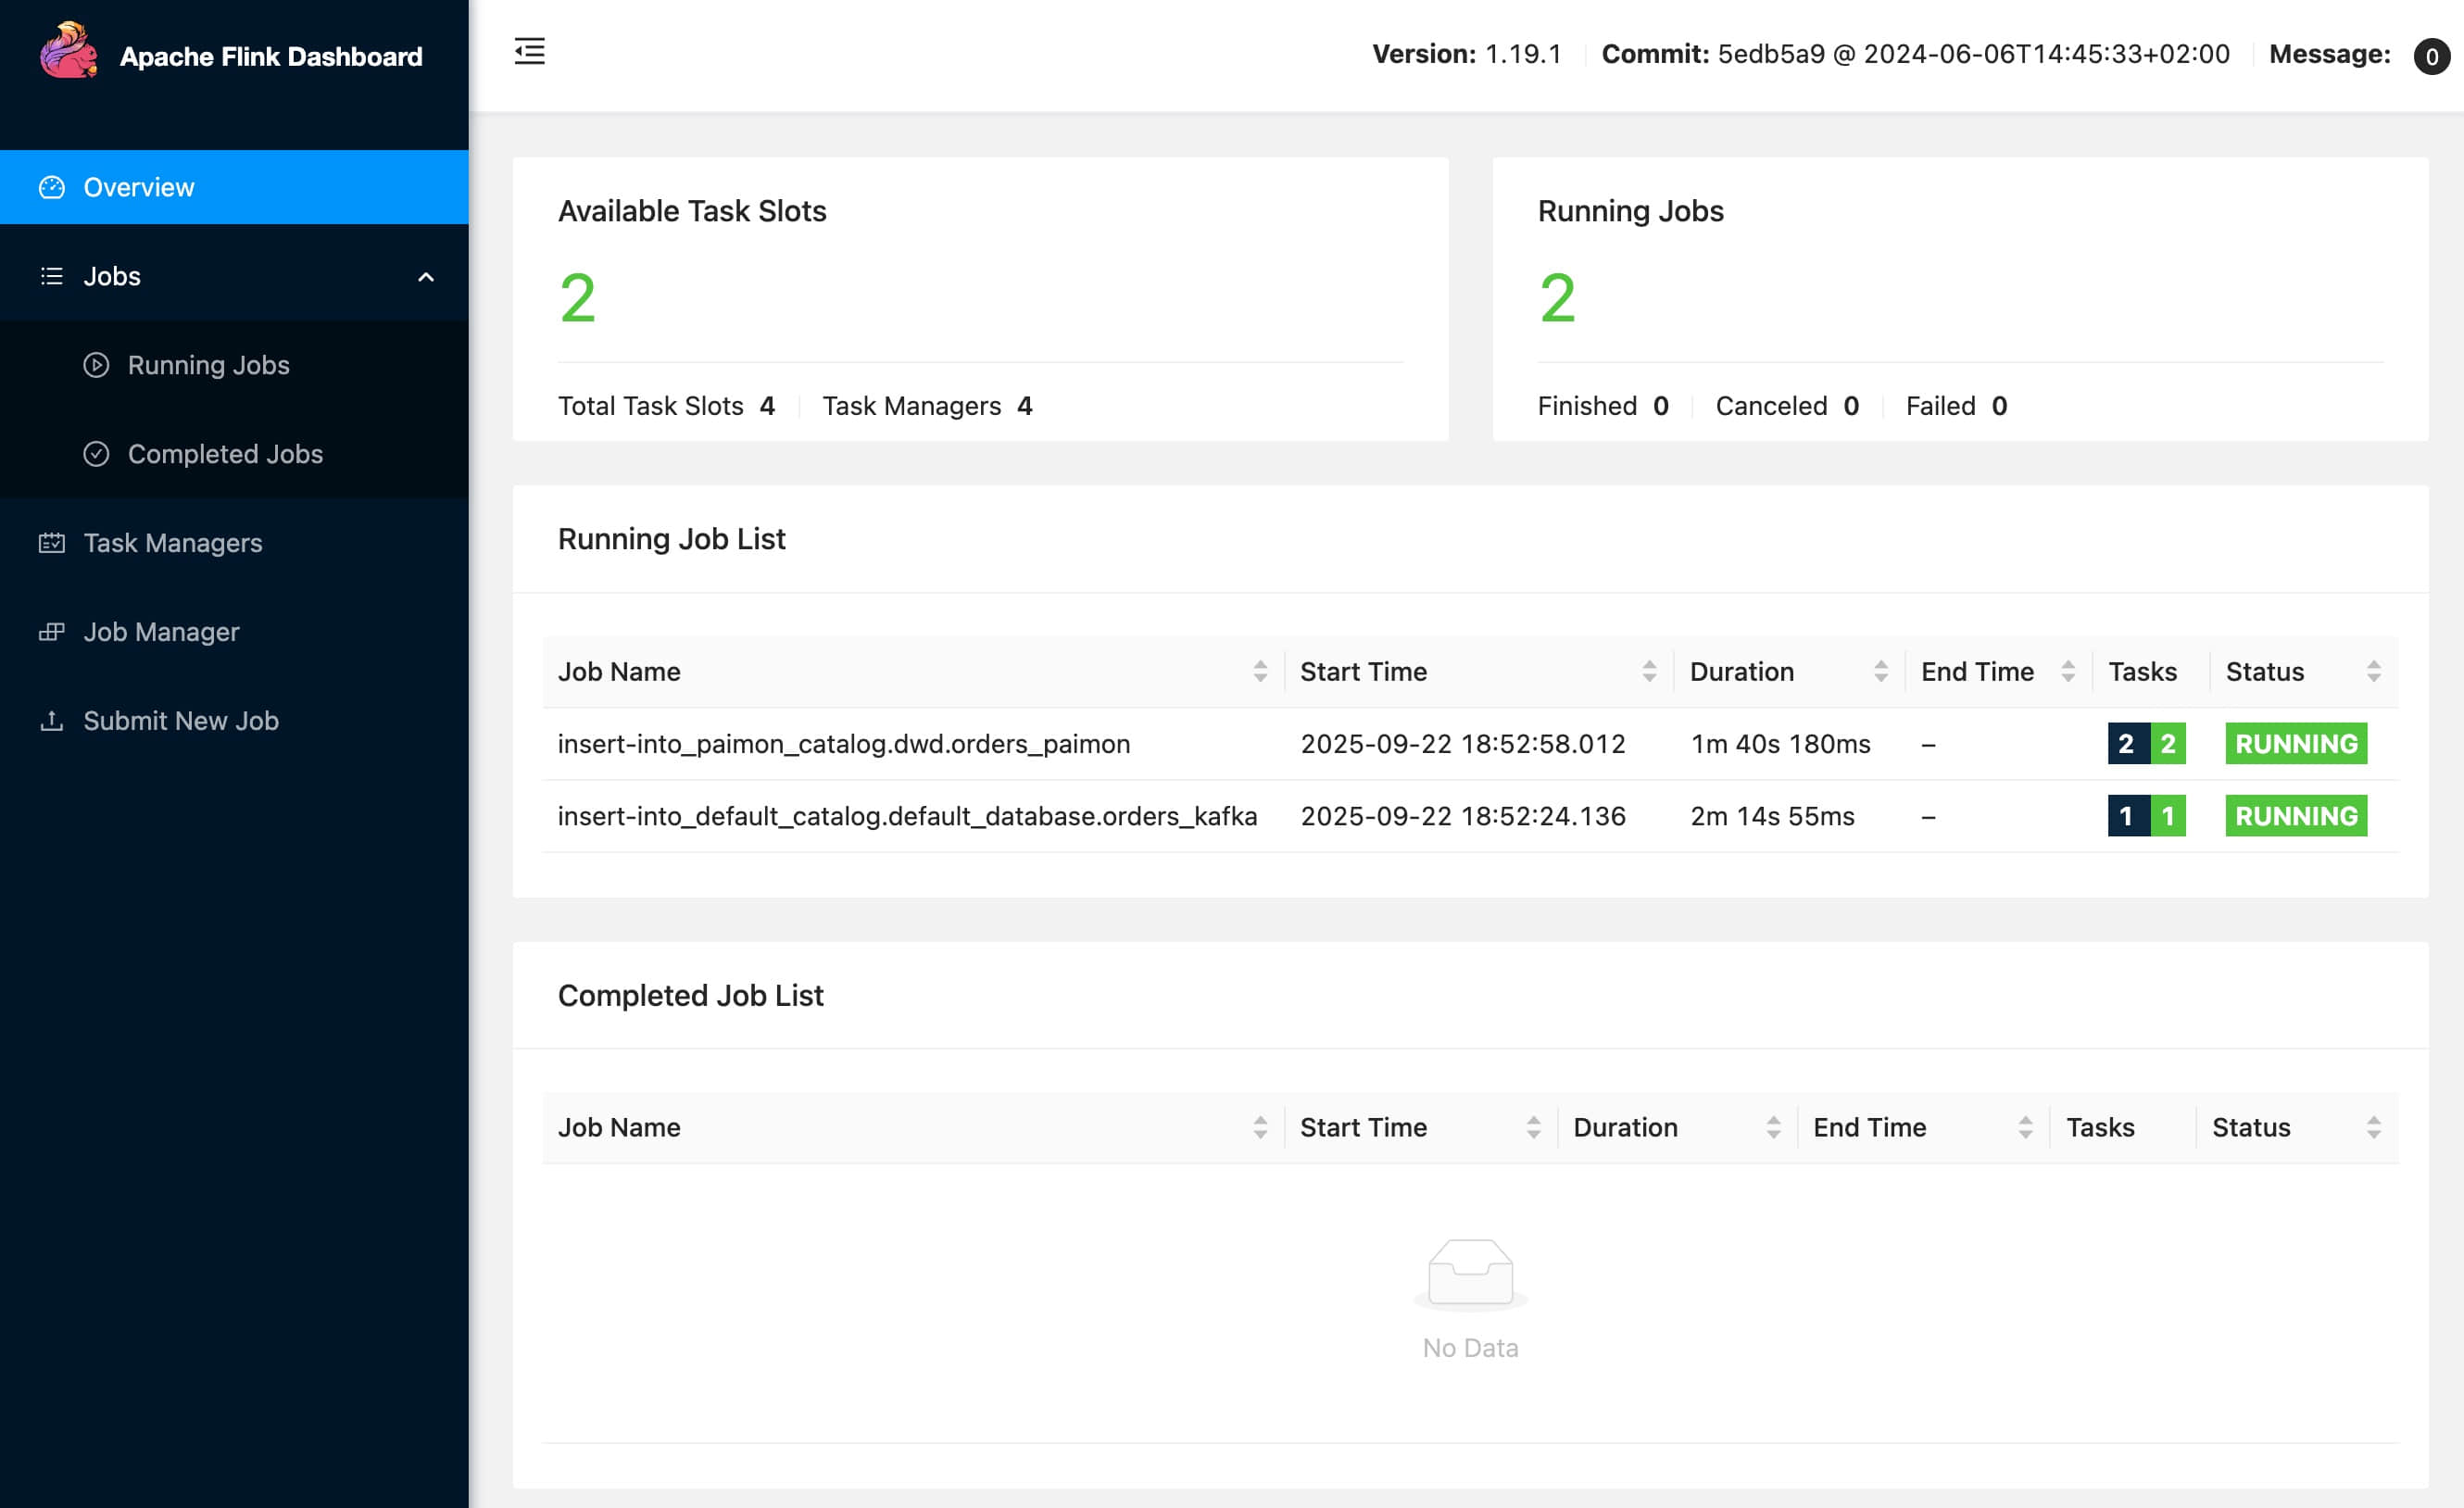 Apache Flink Dashboard
Version: 1.19.1 Commit: 5edb5a9 @ 2024-06-06T14:45:33+02:00 Message: 0
Overview
Jobs
Running Jobs
Completed Jobs
Task Managers
Job Manager
Submit New Job
Available Task Slots
2
Total Task Slots 4 Task Managers 4
Running Jobs
2
Finished 0 Canceled 0 Failed 0
Running Job List
Job Name Start Time Duration End Time Tasks Status
insert-into_paimon_catalog.dwd.orders_paimon 2025-09-22 18:52:58.012 1m 40s 180ms – 2 2 RUNNING
insert-into_default_catalog.default_database.orders_kafka 2025-09-22 18:52:24.136 2m 14s 55ms – 1 1 RUNNING
Completed Job List
Job Name Start Time Duration End Time Tasks Status
No Data